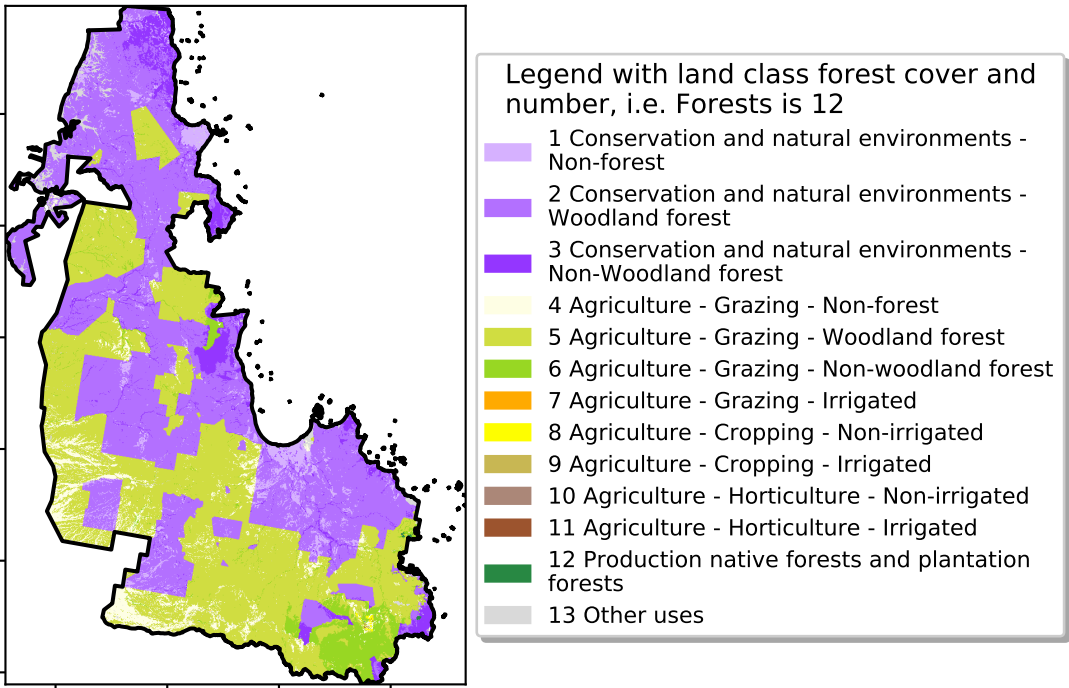 Legend with land class forest cover and
number, i.e. Forests is 12
1 Conservation and natural environments -
Non-forest
2 Conservation and natural environments -
Woodland forest
3 Conservation and natural environments -
Non-Woodland forest
4 Agriculture - Grazing - Non-forest
5 Agriculture - Grazing - Woodland forest
6 Agriculture - Grazing - Non-woodland forest
7 Agriculture - Grazing - Irrigated
8 Agriculture - Cropping - Non-irrigated
9 Agriculture - Cropping - Irrigated
10 Agriculture - Horticulture - Non-irrigated
11 Agriculture - Horticulture - Irrigated
12 Production native forests and plantation
forests
13 Other uses